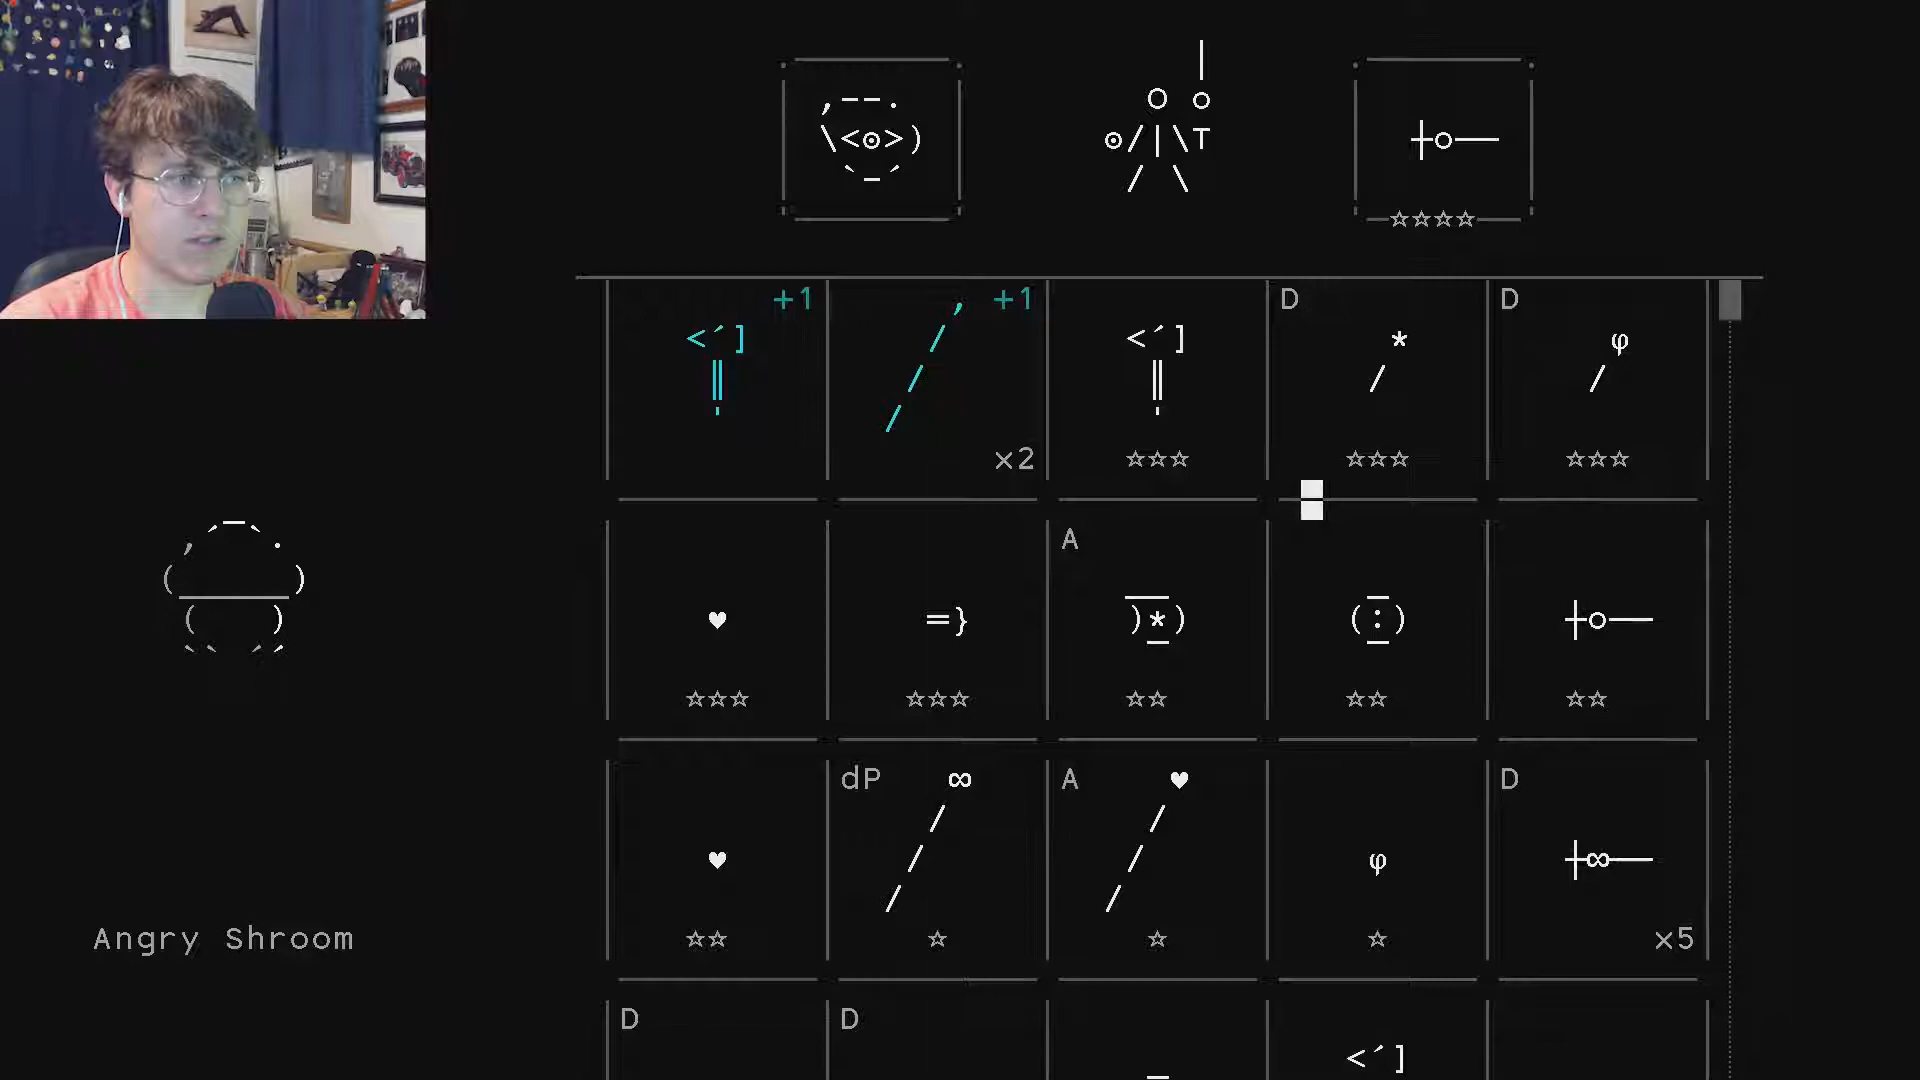 +1
+1
D
D
☆☆☆☆
×2
☆☆☆
☆☆☆
☆☆☆
A
☆☆☆
☆☆☆
☆☆
☆☆
☆☆
dP
A
D
☆☆
☆
☆
☆
×5
Angry Shroom
D
D